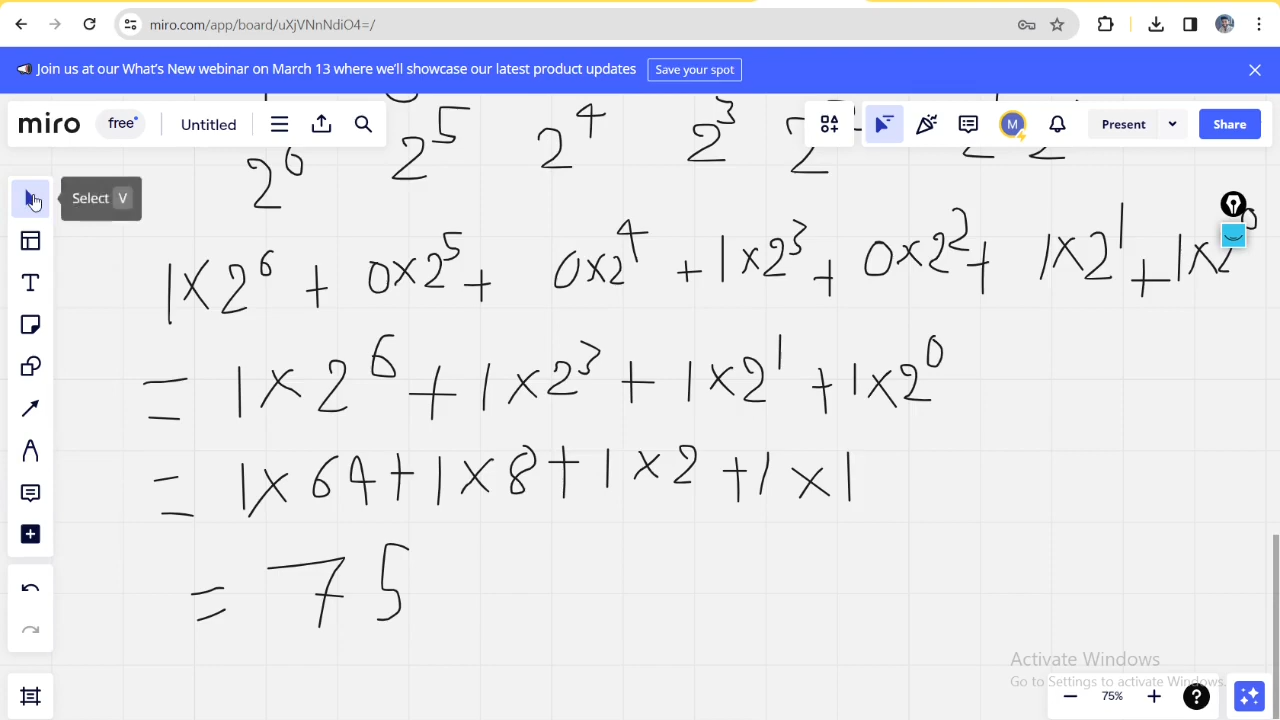 miro.com/app/board/uXjVNnNdiO4=/
Join us at our What's New webinar on March 13 where we'll showcase our latest product updates Save your spot
miro free Untitled M Present Share
2^6 2^5 2^4 2^3 2
Select V
1×2^6 + 0×2^5 + 0×2^4 + 1×2^3 + 0×2^2 + 1×2^1 + 1×2^0
= 1×2^6 + 1×2^3 + 1×2^1 + 1×2^0
= 1×64 + 1×8 + 1×2 + 1×1
= 75
Activate Windows
Go to Settings to activate Windows.
75% ?